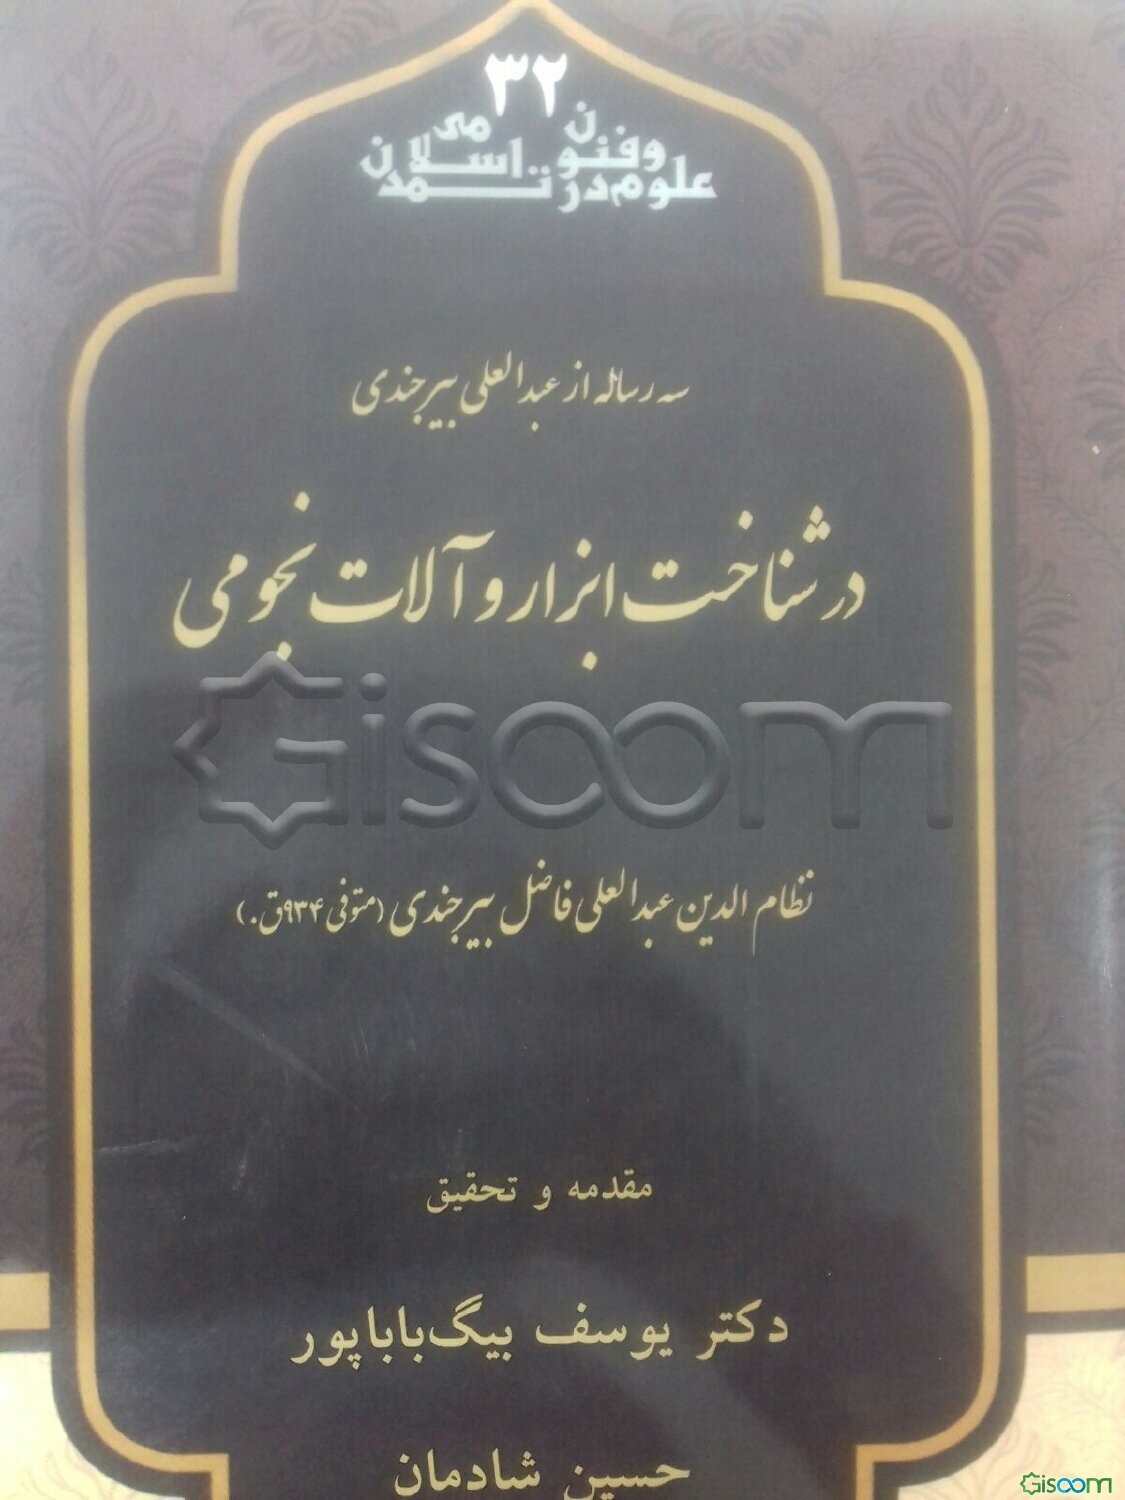 ۳۲
علوم و فنون در تمدن اسلامی
سه رساله از عبدالعلی بیرجندی
در شناخت ابزار و آلات نجومی
Gisoom
نظام الدین عبدالعلی فاضل بیرجندی (متوفی ۹۳۴ق.)
مقدمه و تحقیق
دکتر یوسف بیگ‌باباپور
حسین شادمان
Gisoom